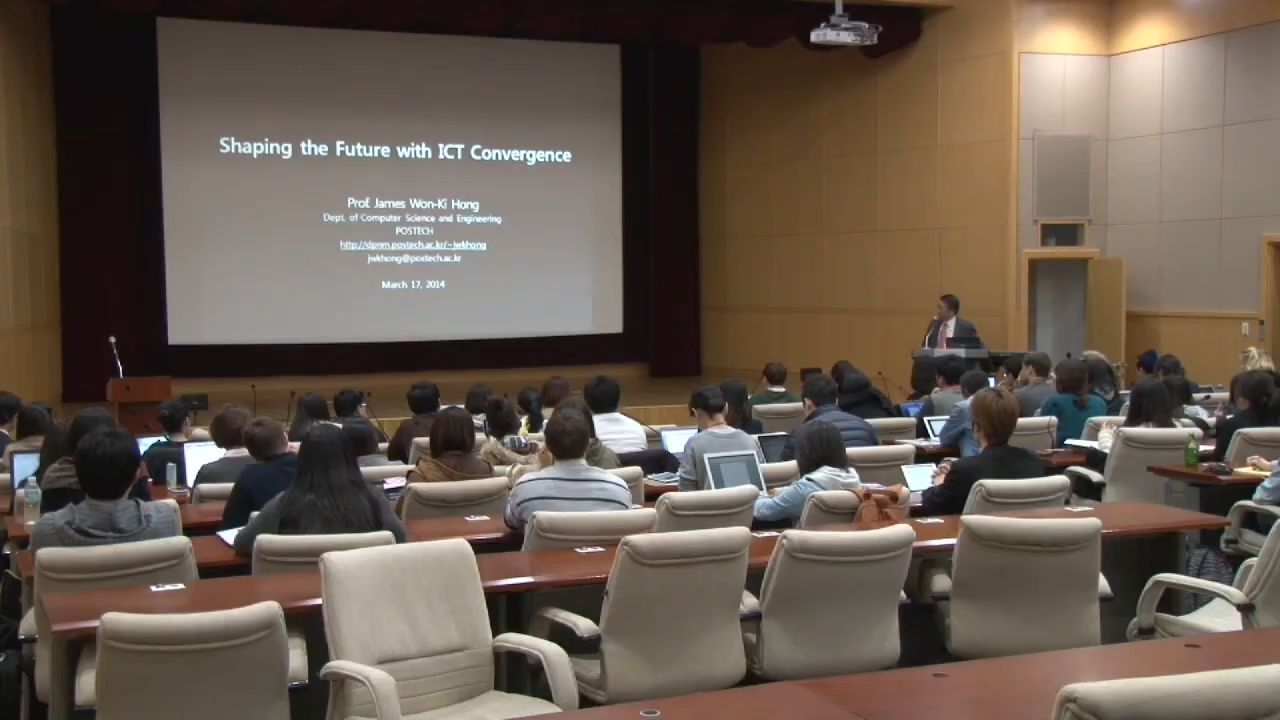 Shaping the Future with ICT Convergence
Prof. James Won-Ki Hong
Dept. of Computer Science and Engineering
POSTECH
http://dpnm.postech.ac.kr/~jwkhong
jwkhong@postech.ac.kr
March 17, 2014